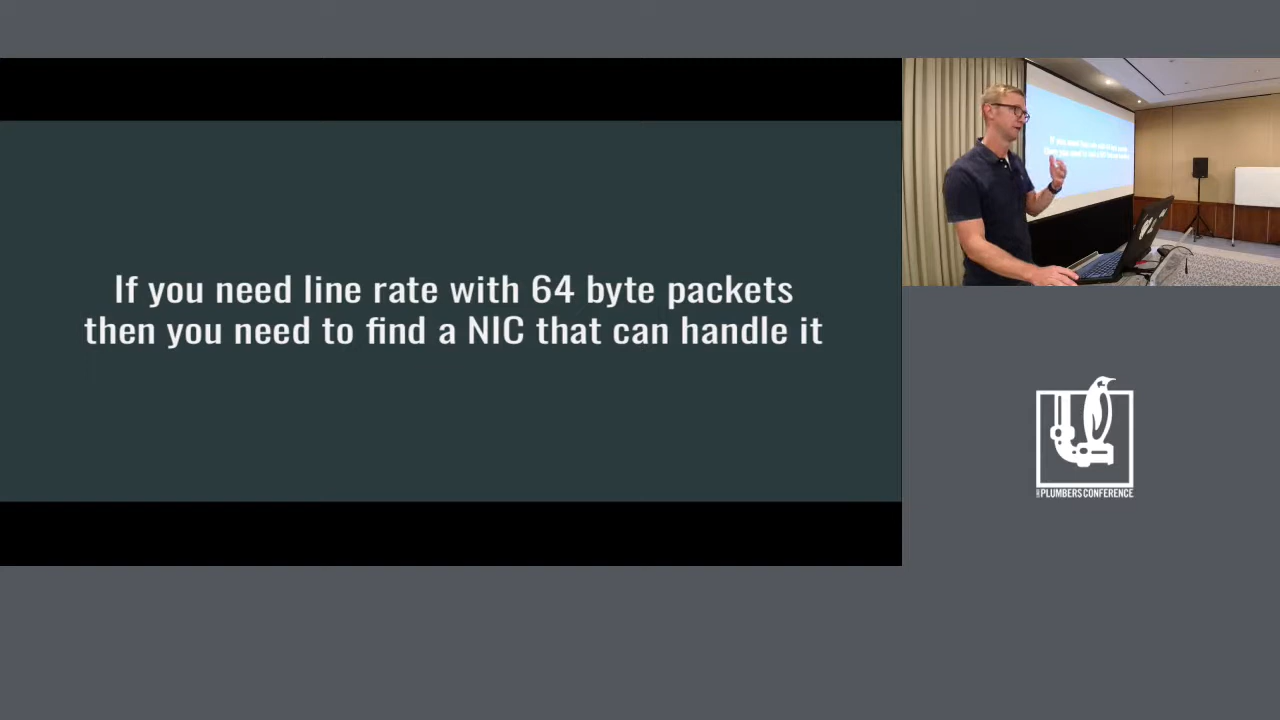 If you need line rate with 64 byte packets
then you need to find a NIC that can handle it
PLUMBERS CONFERENCE